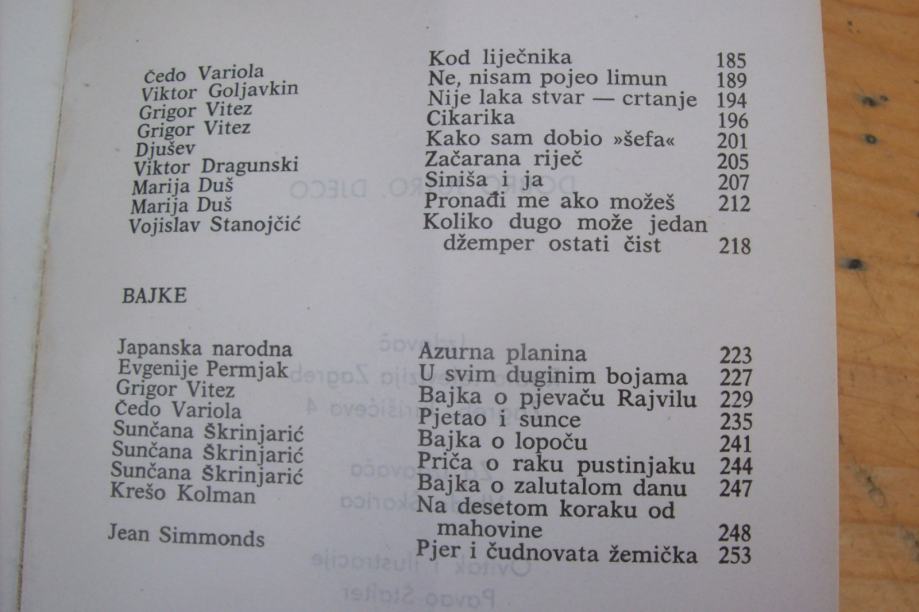 Čedo Variola Kod liječnika 185
Viktor Goljavkin Ne, nisam pojeo limun 189
Grigor Vitez Nije laka stvar — crtanje 194
Grigor Vitez Cikarika 196
Djušev Kako sam dobio »šefa« 201
Viktor Dragunski Začarana riječ 205
Marija Duš Siniša i ja 207
Marija Duš Pronađi me ako možeš 212
Vojislav Stanojčić Koliko dugo može jedan
džemper ostati čist 218
BAJKE
Japanska narodna Azurna planina 223
Evgenije Permjak U svim duginim bojama 227
Grigor Vitez Bajka o pjevaču Rajvilu 229
Čedo Variola Pjetao i sunce 235
Sunčana Škrinjarić Bajka o lopoču 241
Sunčana Škrinjarić Priča o raku pustinjaku 244
Sunčana Škrinjarić Bajka o zalutalom danu 247
Krešo Kolman Na desetom koraku od
mahovine 248
Jean Simmonds Pjer i čudnovata žemička 253